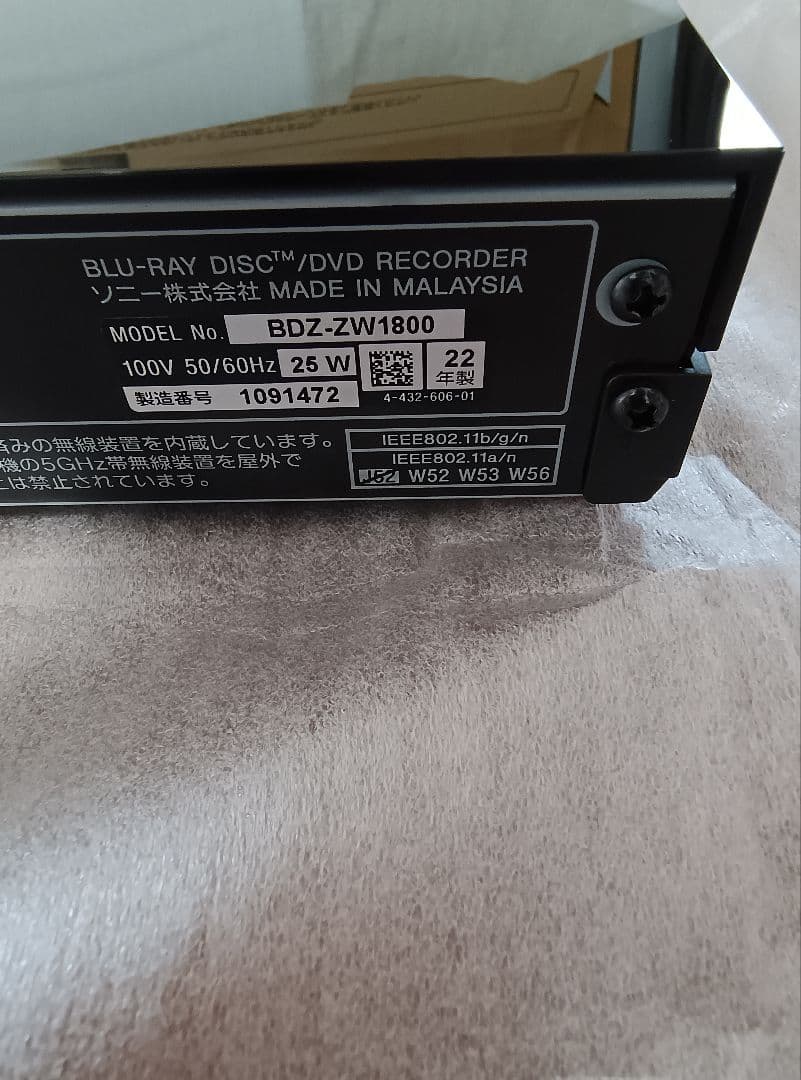 BLU-RAY DISC™/DVD RECORDER
ソニー株式会社 MADE IN MALAYSIA
MODEL No. BDZ-ZW1800
100V 50/60Hz 25 W 22年製
製造番号 1091472 4-432-606-01
済みの無線装置を内蔵しています。 IEEE802.11b/g/n
機の5GHz帯無線装置を屋外で IEEE802.11a/n
は禁止されています。 J52 W52 W53 W56